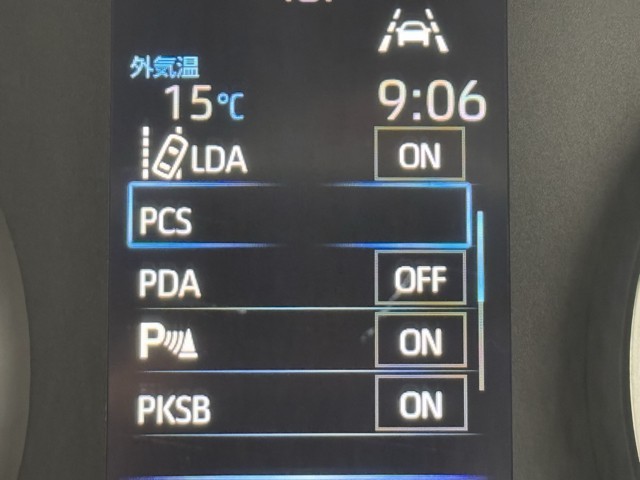 外気温
15℃ 9:06
LDA ON
PCS
PDA OFF
P ON
PKSB ON